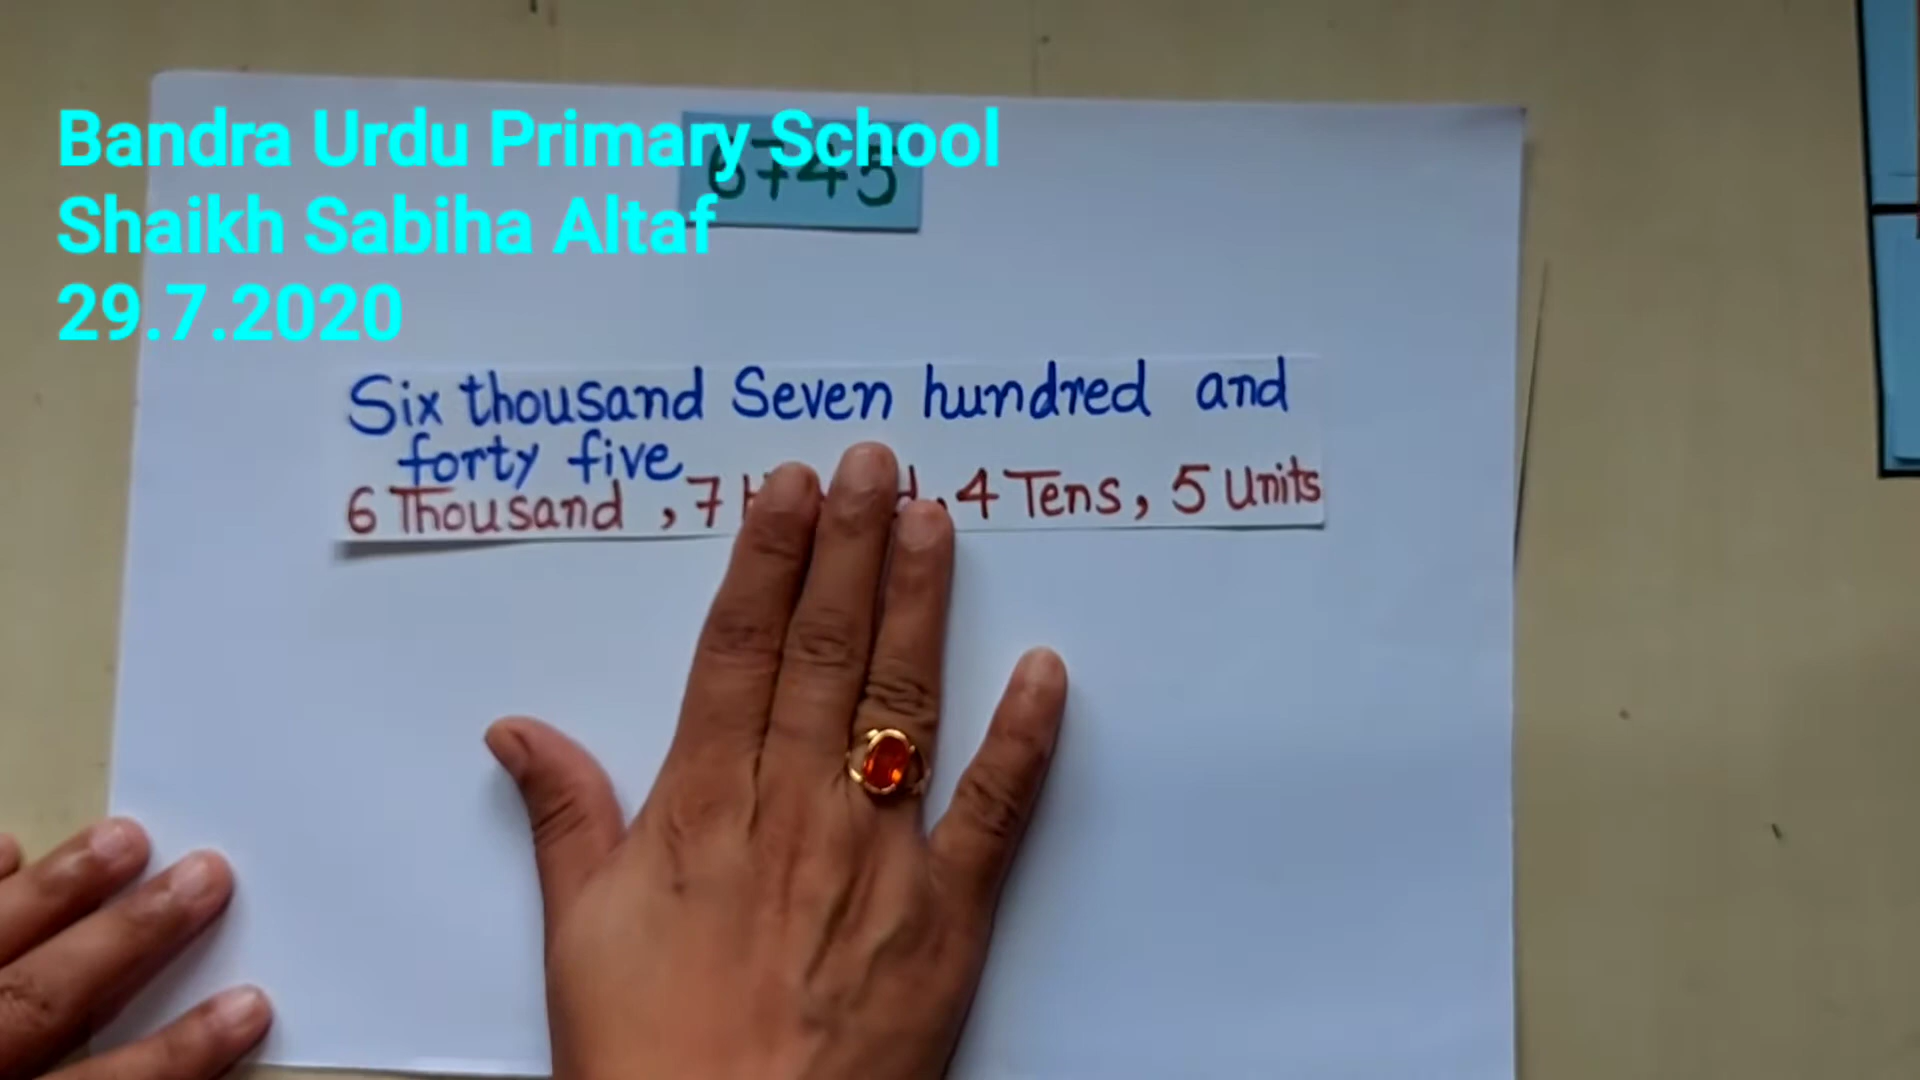 Bandra Urdu Primary School
6745
Shaikh Sabiha Altaf
29.7.2020
Six thousand Seven hundred and
forty five
6 Thousand , 7 , 4 Tens, 5 Units